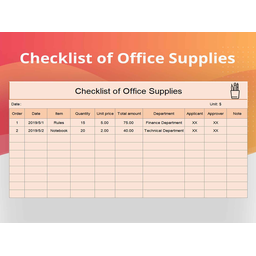 Checklist of Office Supplies
Checklist of Office Supplies
Date: Unit: $
Order Date Item Quantity Unit price Total amount Department Applicant Approver Note
1 2019/5/1 Rules 15 5.00 75.00 Finance Department XX XX
2 2019/5/2 Notebook 20 2.00 40.00 Technical Department XX XX